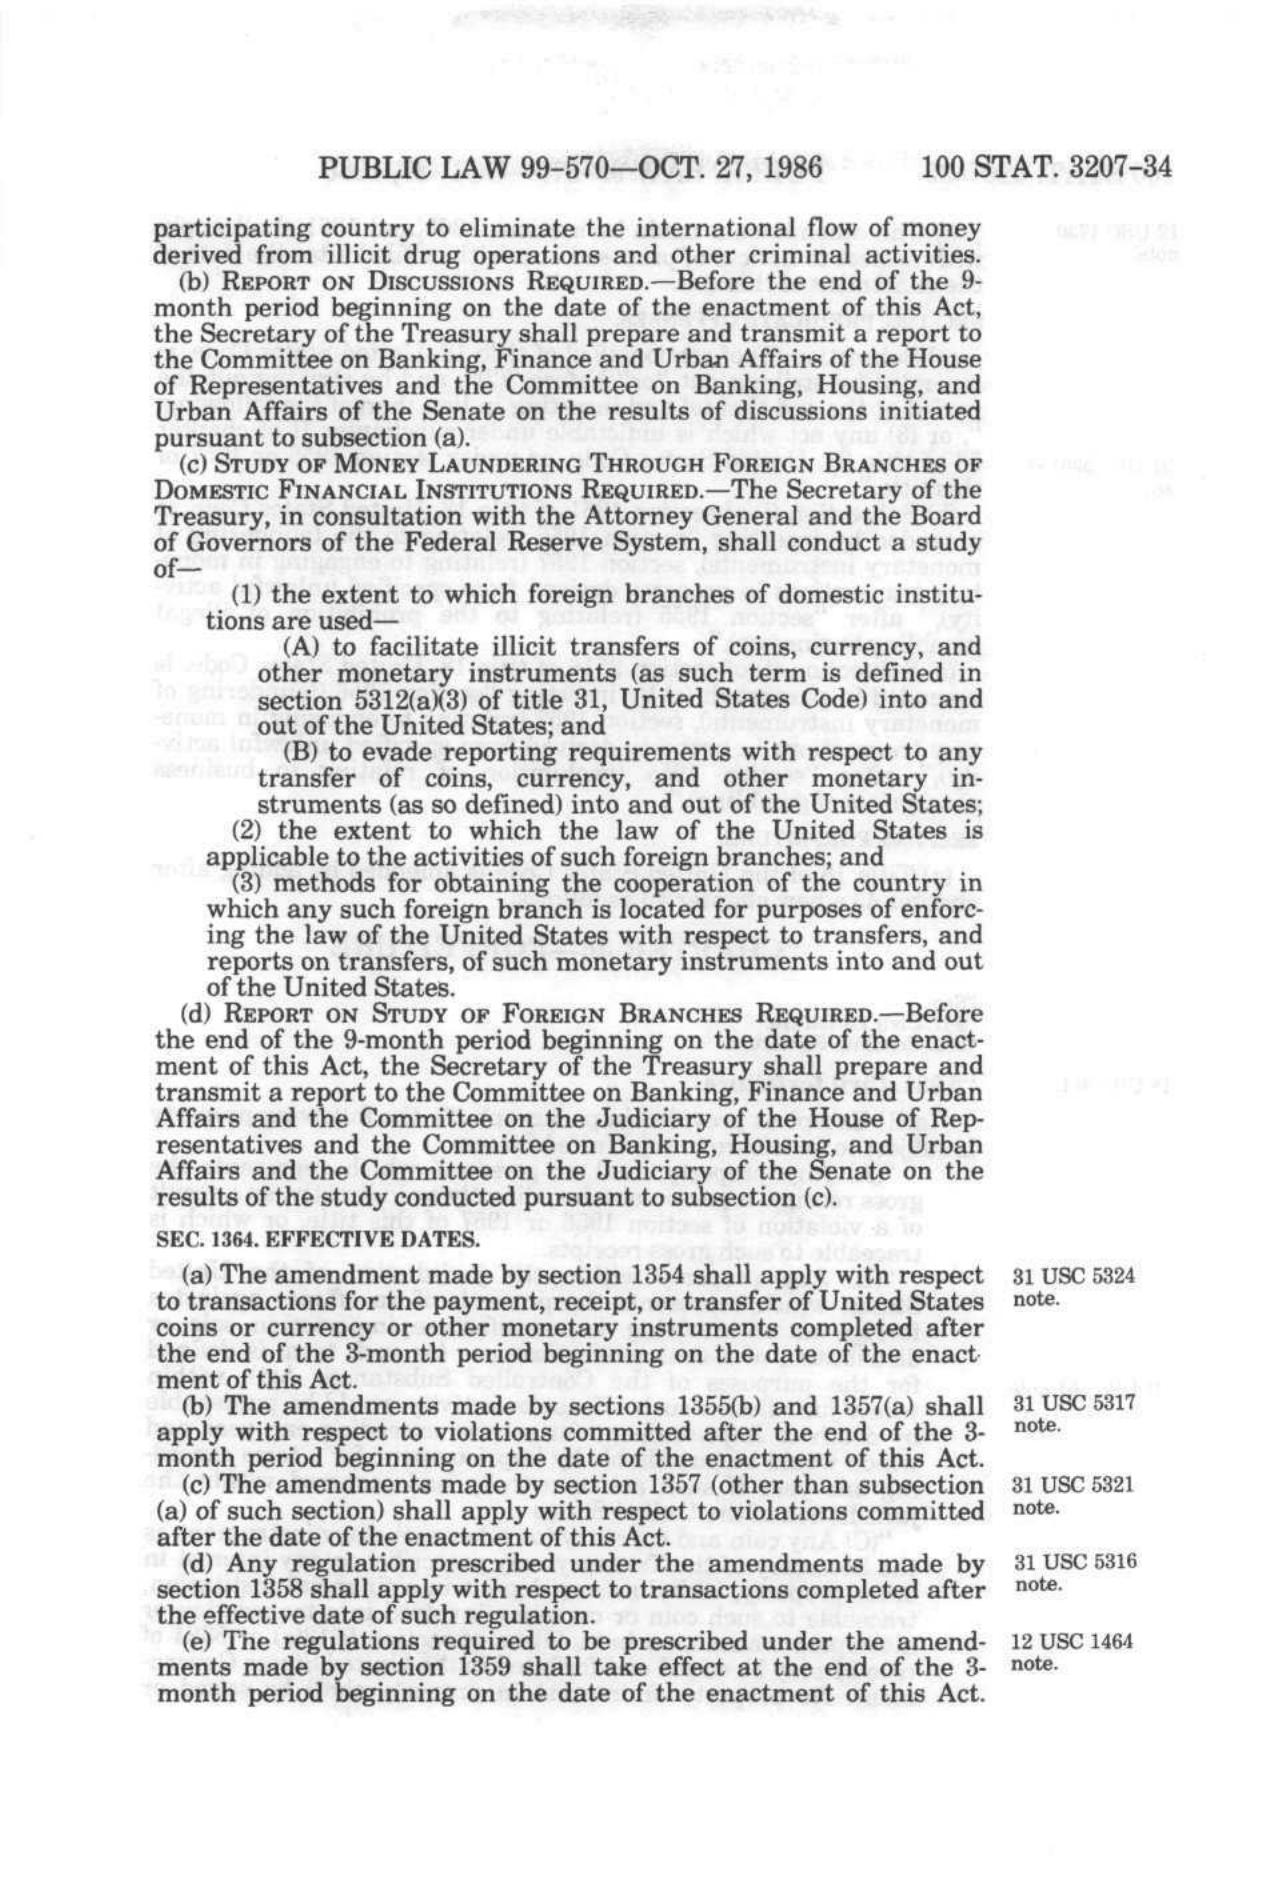 PUBLIC LAW 99-570—OCT. 27, 1986 100 STAT. 3207-34
participating country to eliminate the international flow of money
derived from illicit drug operations and other criminal activities.
(b) REPORT ON DISCUSSIONS REQUIRED.—Before the end of the 9-
month period beginning on the date of the enactment of this Act,
the Secretary of the Treasury shall prepare and transmit a report to
the Committee on Banking, Finance and Urban Affairs of the House
of Representatives and the Committee on Banking, Housing, and
Urban Affairs of the Senate on the results of discussions initiated
pursuant to subsection (a).
(c) STUDY OF MONEY LAUNDERING THROUGH FOREIGN BRANCHES OF
DOMESTIC FINANCIAL INSTITUTIONS REQUIRED.—The Secretary of the
Treasury, in consultation with the Attorney General and the Board
of Governors of the Federal Reserve System, shall conduct a study
of—
(1) the extent to which foreign branches of domestic institu-
tions are used—
(A) to facilitate illicit transfers of coins, currency, and
other monetary instruments (as such term is defined in
section 5312(a)(3) of title 31, United States Code) into and
out of the United States; and
(B) to evade reporting requirements with respect to any
transfer of coins, currency, and other monetary in-
struments (as so defined) into and out of the United States;
(2) the extent to which the law of the United States is
applicable to the activities of such foreign branches; and
(3) methods for obtaining the cooperation of the country in
which any such foreign branch is located for purposes of enforc-
ing the law of the United States with respect to transfers, and
reports on transfers, of such monetary instruments into and out
of the United States.
(d) REPORT ON STUDY OF FOREIGN BRANCHES REQUIRED.—Before
the end of the 9-month period beginning on the date of the enact-
ment of this Act, the Secretary of the Treasury shall prepare and
transmit a report to the Committee on Banking, Finance and Urban
Affairs and the Committee on the Judiciary of the House of Rep-
resentatives and the Committee on Banking, Housing, and Urban
Affairs and the Committee on the Judiciary of the Senate on the
results of the study conducted pursuant to subsection (c).
SEC. 1364. EFFECTIVE DATES.
(a) The amendment made by section 1354 shall apply with respect 31 USC 5324
to transactions for the payment, receipt, or transfer of United States note.
coins or currency or other monetary instruments completed after
the end of the 3-month period beginning on the date of the enact-
ment of this Act.
(b) The amendments made by sections 1355(b) and 1357(a) shall 31 USC 5317
apply with respect to violations committed after the end of the 3- note.
month period beginning on the date of the enactment of this Act.
(c) The amendments made by section 1357 (other than subsection 31 USC 5321
(a) of such section) shall apply with respect to violations committed note.
after the date of the enactment of this Act.
(d) Any regulation prescribed under the amendments made by 31 USC 5316
section 1358 shall apply with respect to transactions completed after note.
the effective date of such regulation.
(e) The regulations required to be prescribed under the amend- 12 USC 1464
ments made by section 1359 shall take effect at the end of the 3- note.
month period beginning on the date of the enactment of this Act.